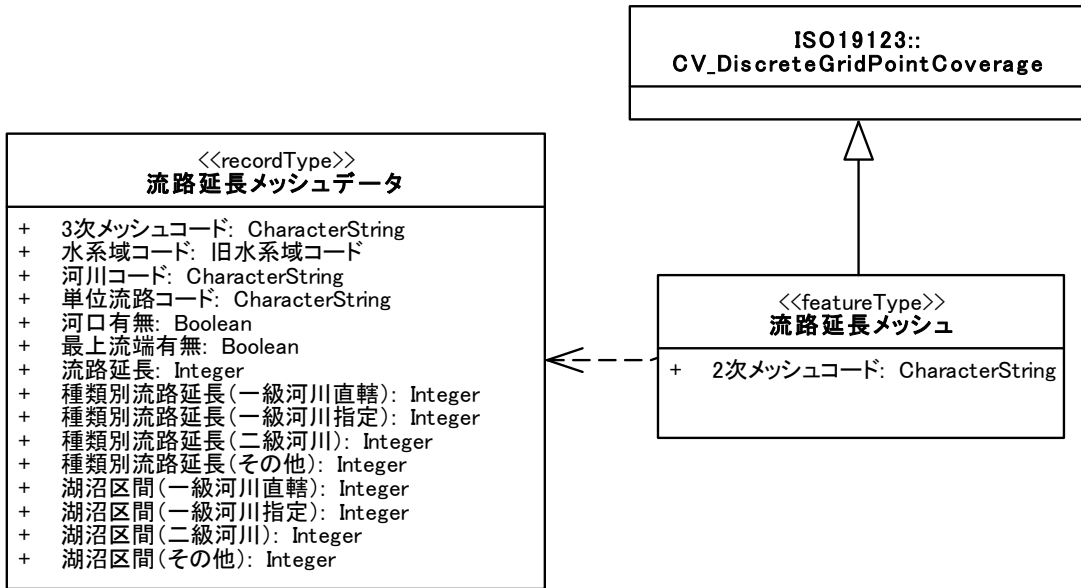 ISO19123::
CV_DiscreteGridPointCoverage
<<recordType>>
流路延長メッシュデータ
+ 3次メッシュコード: CharacterString
+ 水系域コード: 旧水系域コード
+ 河川コード: CharacterString
+ 単位流路コード: CharacterString
+ 河口有無: Boolean
+ 最上流端有無: Boolean
+ 流路延長: Integer
+ 種類別流路延長(一級河川直轄): Integer
+ 種類別流路延長(一級河川指定): Integer
+ 種類別流路延長(二級河川): Integer
+ 種類別流路延長(その他): Integer
+ 湖沼区間(一級河川直轄): Integer
+ 湖沼区間(一級河川指定): Integer
+ 湖沼区間(二級河川): Integer
+ 湖沼区間(その他): Integer
<<featureType>>
流路延長メッシュ
+ 2次メッシュコード: CharacterString